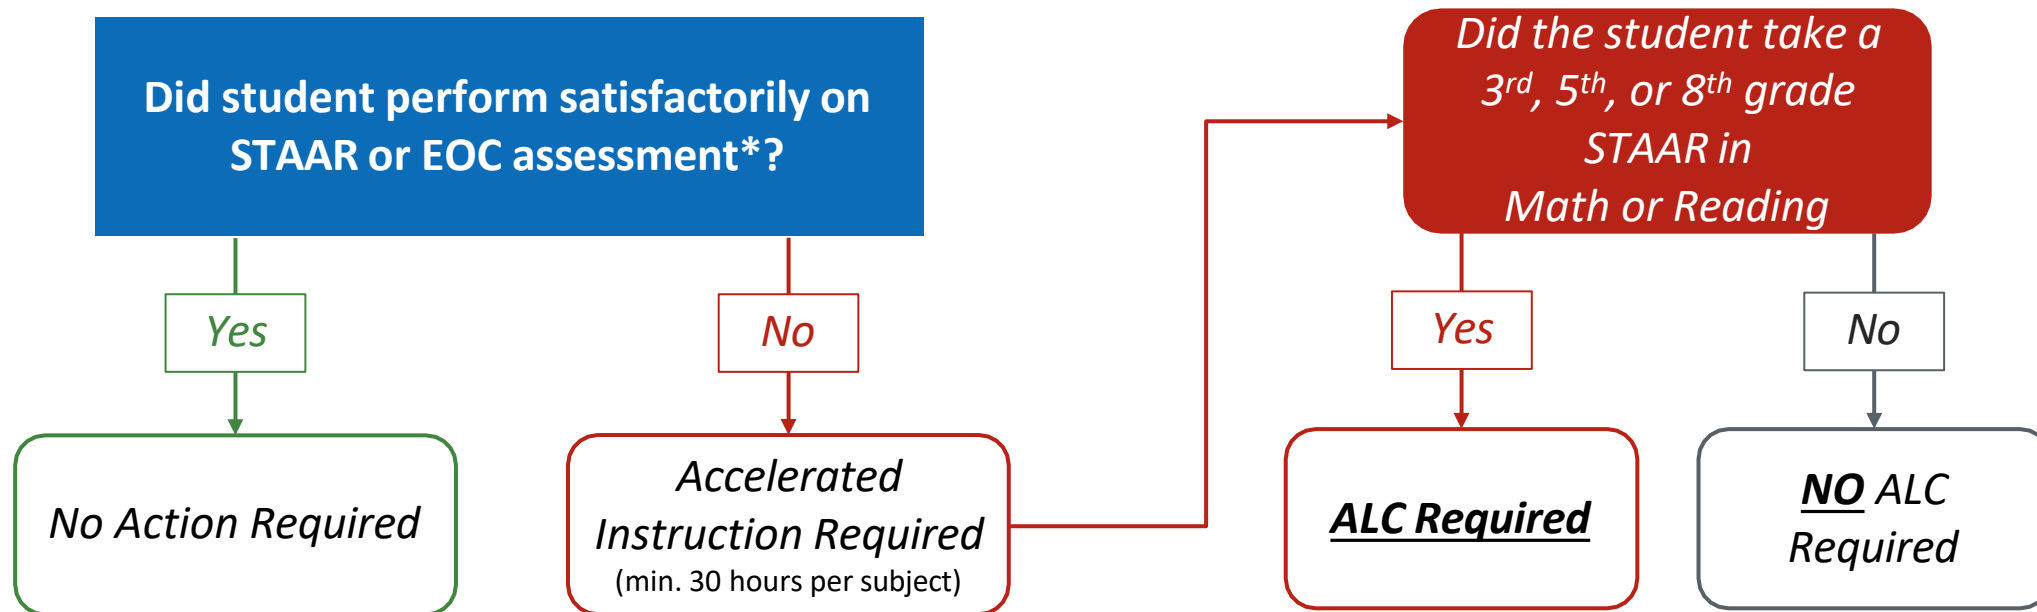 Did student perform satisfactorily on
STAAR or EOC assessment*?
Yes
No
No Action Required
Accelerated
Instruction Required
(min. 30 hours per subject)
Did the student take a
3rd, 5th, or 8th grade
STAAR in
Math or Reading
Yes
No
ALC Required
NO ALC
Required